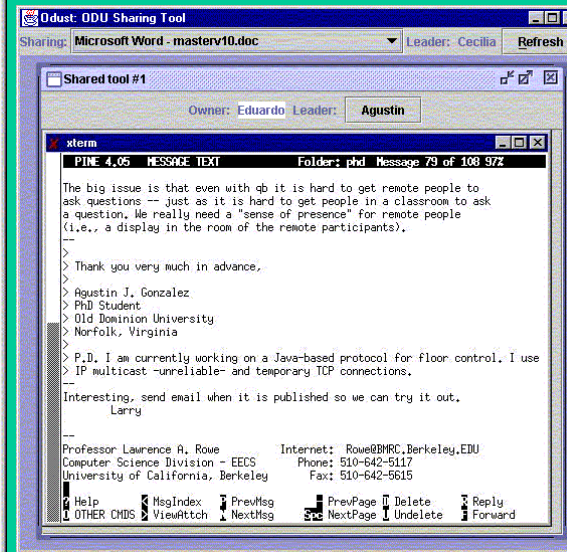 Odust: ODU Sharing Tool
Sharing: Microsoft Word - masterv10.doc Leader: Cecilia Refresh
Shared tool #1
Owner: Eduardo Leader: Agustin
xterm
PINE 4.05 MESSAGE TEXT Folder: phd Message 79 of 108 97%
The big issue is that even with qb it is hard to get remote people to
ask questions -- just as it is hard to get people in a classroom to ask
a question. We really need a "sense of presence" for remote people
(i.e., a display in the room of the remote participants).
--
>
> Thank you very much in advance,
>
> Agustin J. Gonzalez
> PhD Student
> Old Dominion University
> Norfolk, Virginia
>
> P.D. I am currently working on a Java-based protocol for floor control. I use
> IP multicast -unreliable- and temporary TCP connections.
--
Interesting, send email when it is published so we can try it out.
Larry
--
Professor Lawrence A. Rowe Internet: Rowe@BMRC.Berkeley.EDU
Computer Science Division - EECS Phone: 510-642-5117
University of California, Berkeley Fax: 510-642-5615
? Help < MsgIndex P PrevMsg - PrevPage D Delete R Reply
O OTHER CMDS > ViewAttch N NextMsg Spc NextPage U Undelete F Forward